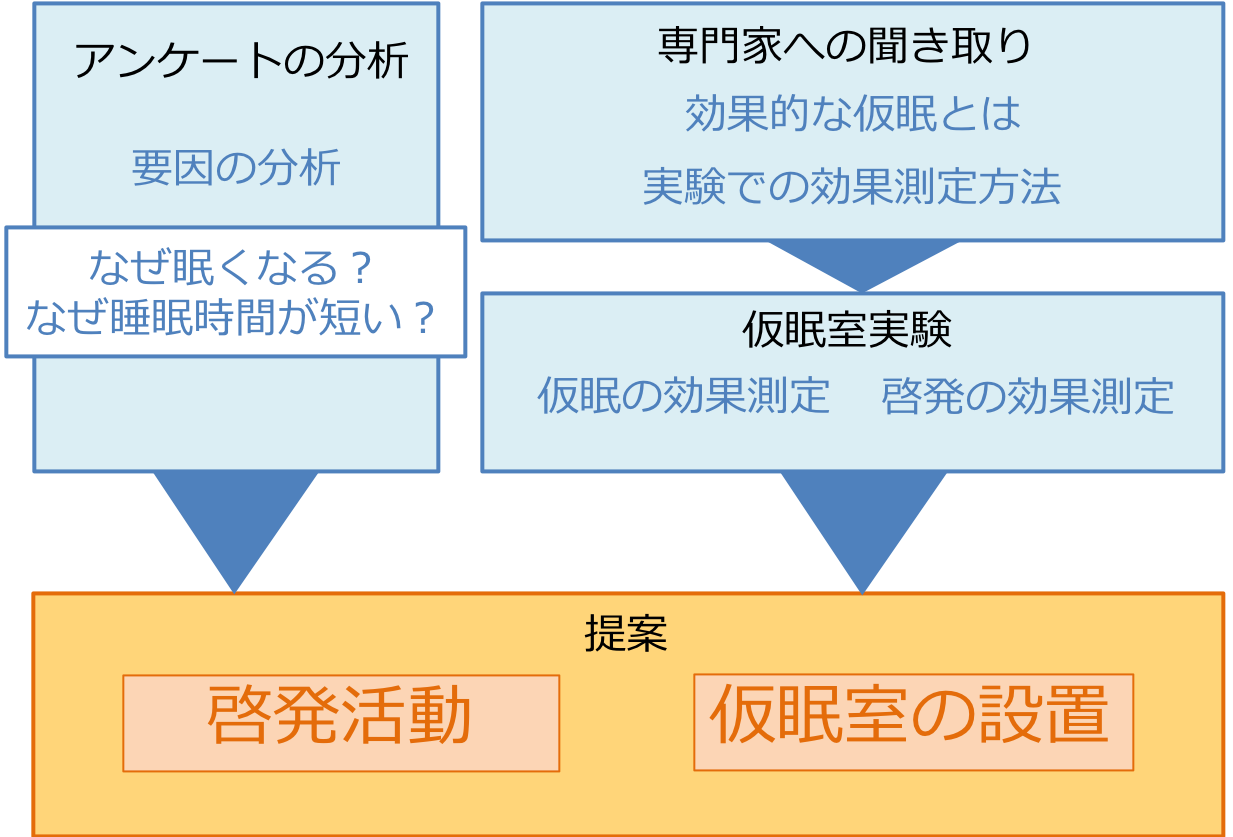 アンケートの分析
要因の分析
なぜ眠くなる？
なぜ睡眠時間が短い？
専門家への聞き取り
効果的な仮眠とは
実験での効果測定方法
仮眠室実験
仮眠の効果測定　啓発の効果測定
提案
啓発活動
仮眠室の設置